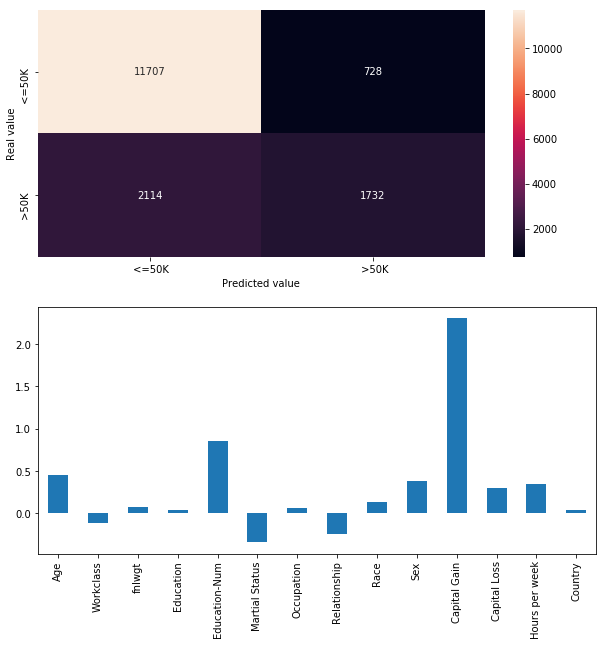 <=50K
11707
728
10000
8000
6000
4000
2000
Real value
>50K
2114
1732
<=50K
>50K
Predicted value
2.0
1.5
1.0
0.5
0.0
Age
Workclass
fnlwgt
Education
Education-Num
Martial Status
Occupation
Relationship
Race
Sex
Capital Gain
Capital Loss
Hours per week
Country